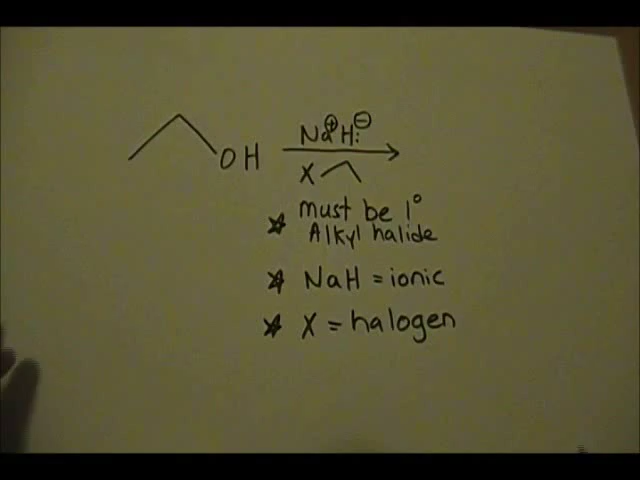 OH
Na⊕H:⊖
X
★ must be 1°
Alkyl halide
★ NaH = ionic
★ X = halogen